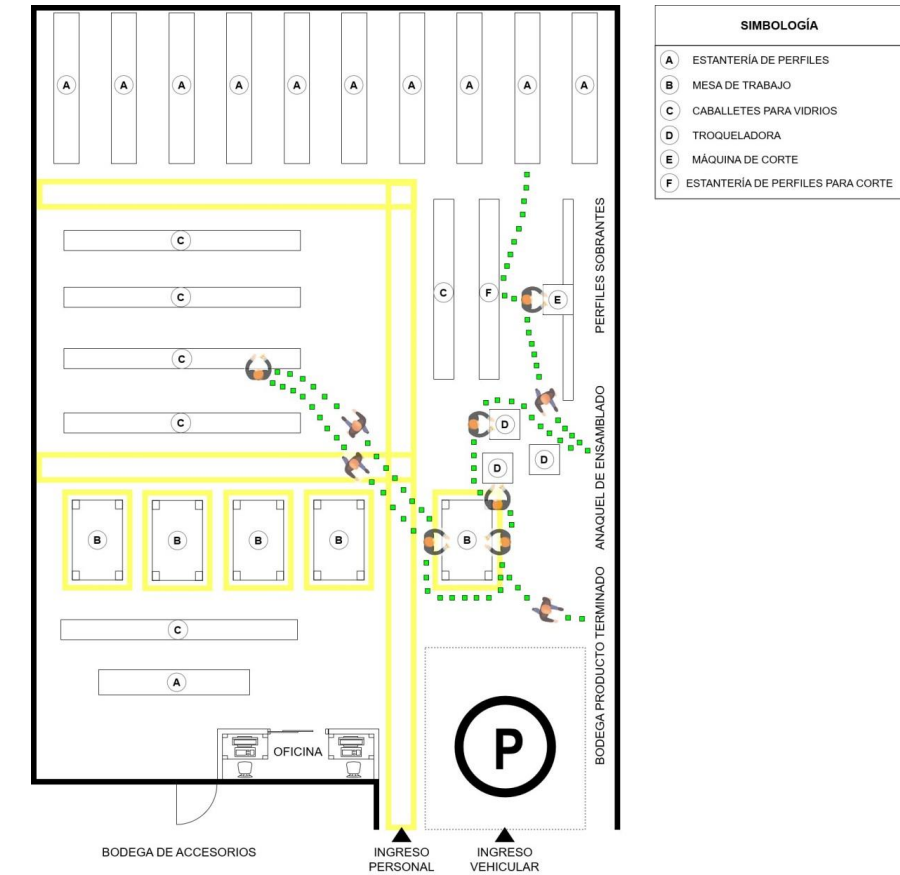 SIMBOLOGÍA
A ESTANTERÍA DE PERFILES
B MESA DE TRABAJO
C CABALLETES PARA VIDRIOS
D TROQUELADORA
E MÁQUINA DE CORTE
F ESTANTERÍA DE PERFILES PARA CORTE
A A A A A A A A A A
C
C
C
C
C F E
PERFILES SOBRANTES
D
D D
ANAQUEL DE ENSAMBLADO
B B B B B
BODEGA PRODUCTO TERMINADO
C
A
OFICINA
P
BODEGA DE ACCESORIOS
INGRESO
PERSONAL
INGRESO
VEHICULAR